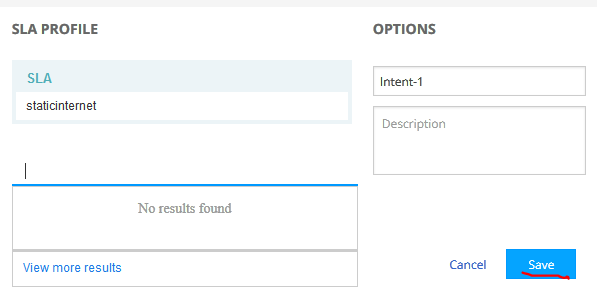 SLA PROFILE
SLA
staticinternet
No results found
View more results
OPTIONS
Intent-1
Description
Cancel
Save